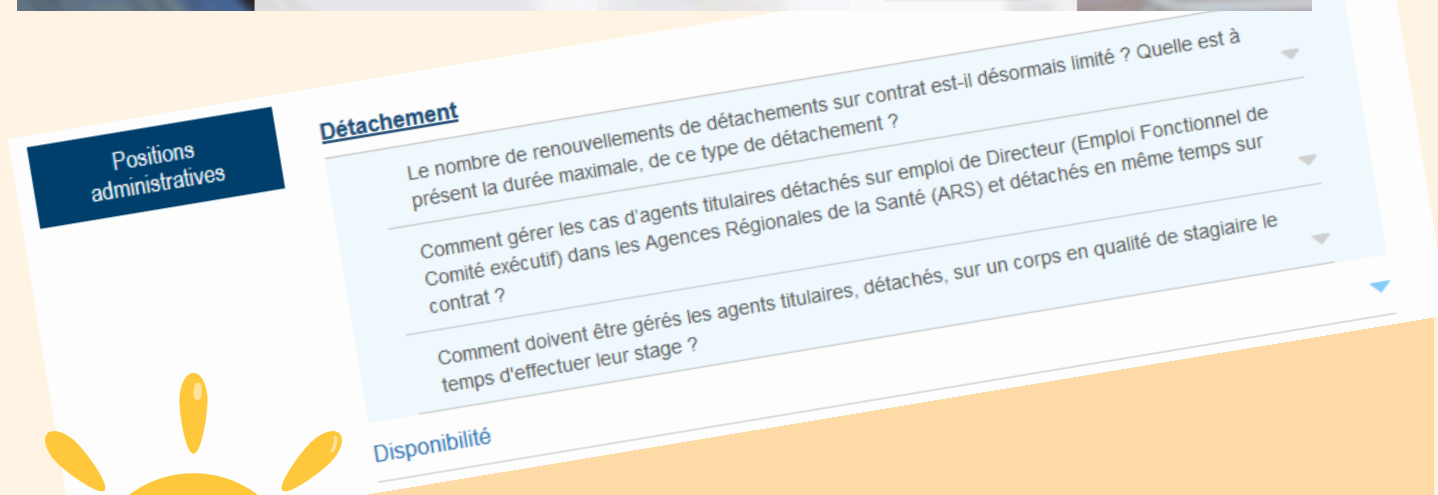 Positions
administratives
Détachement
Le nombre de renouvellements de détachements sur contrat est-il désormais limité ? Quelle est à
présent la durée maximale, de ce type de détachement ?
Comment gérer les cas d'agents titulaires détachés sur emploi de Directeur (Emploi Fonctionnel de
Comité exécutif) dans les Agences Régionales de la Santé (ARS) et détachés en même temps sur
contrat ?
Comment doivent être gérés les agents titulaires, détachés, sur un corps en qualité de stagiaire le
temps d'effectuer leur stage ?
Disponibilité